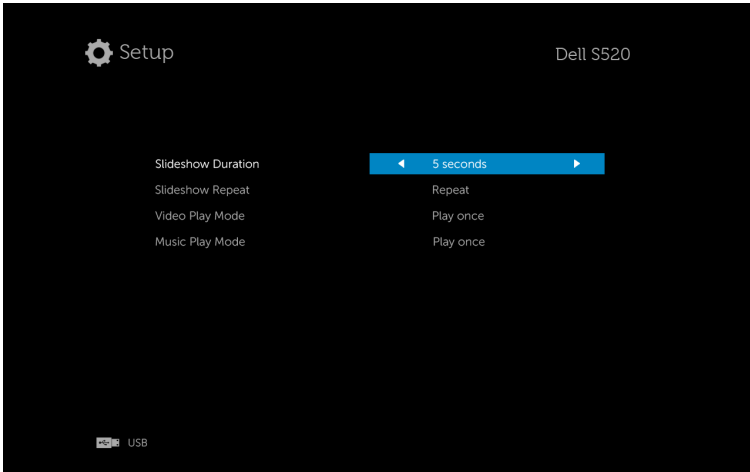 Setup
Dell S520
Slideshow Duration 5 seconds
Slideshow Repeat Repeat
Video Play Mode Play once
Music Play Mode Play once
USB